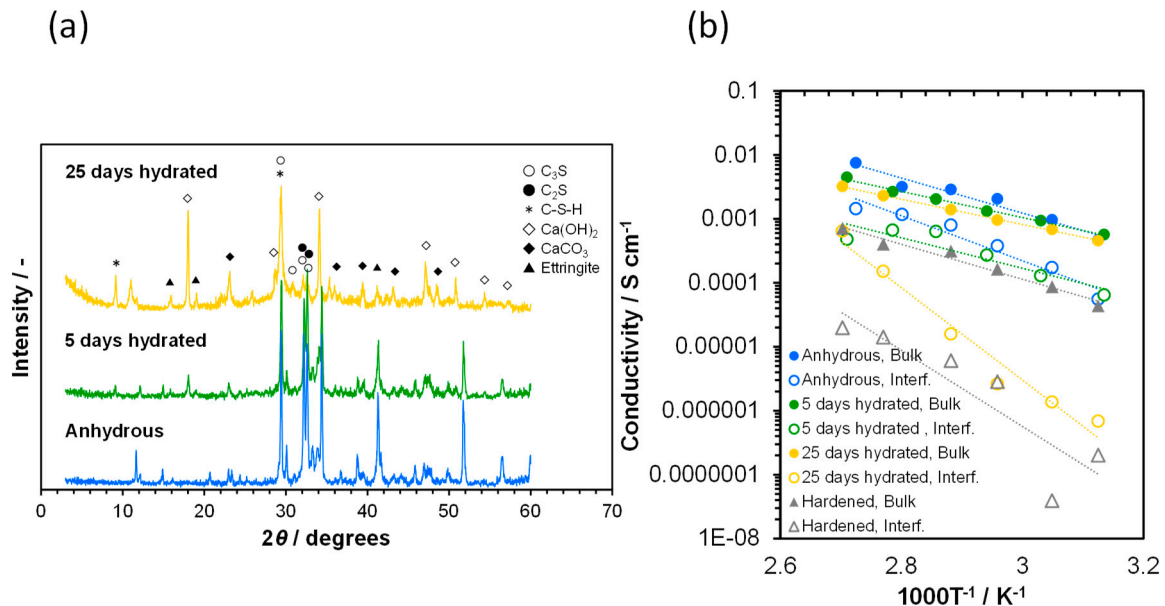 (a)
25 days hydrated
5 days hydrated
Anhydrous
C₃S
C₂S
C-S-H
Ca(OH)₂
CaCO₃
Ettringite
Intensity / -
0 10 20 30 40 50 60 70
2θ / degrees
(b)
Conductivity / S cm⁻¹
0.1
0.01
0.001
0.0001
0.00001
0.000001
0.0000001
1E-08
Anhydrous, Bulk
Anhydrous, Interf.
5 days hydrated, Bulk
5 days hydrated , Interf.
25 days hydrated, Bulk
25 days hydrated, Interf.
Hardened, Bulk
Hardened, Interf.
2.6 2.8 3 3.2
1000T⁻¹ / K⁻¹